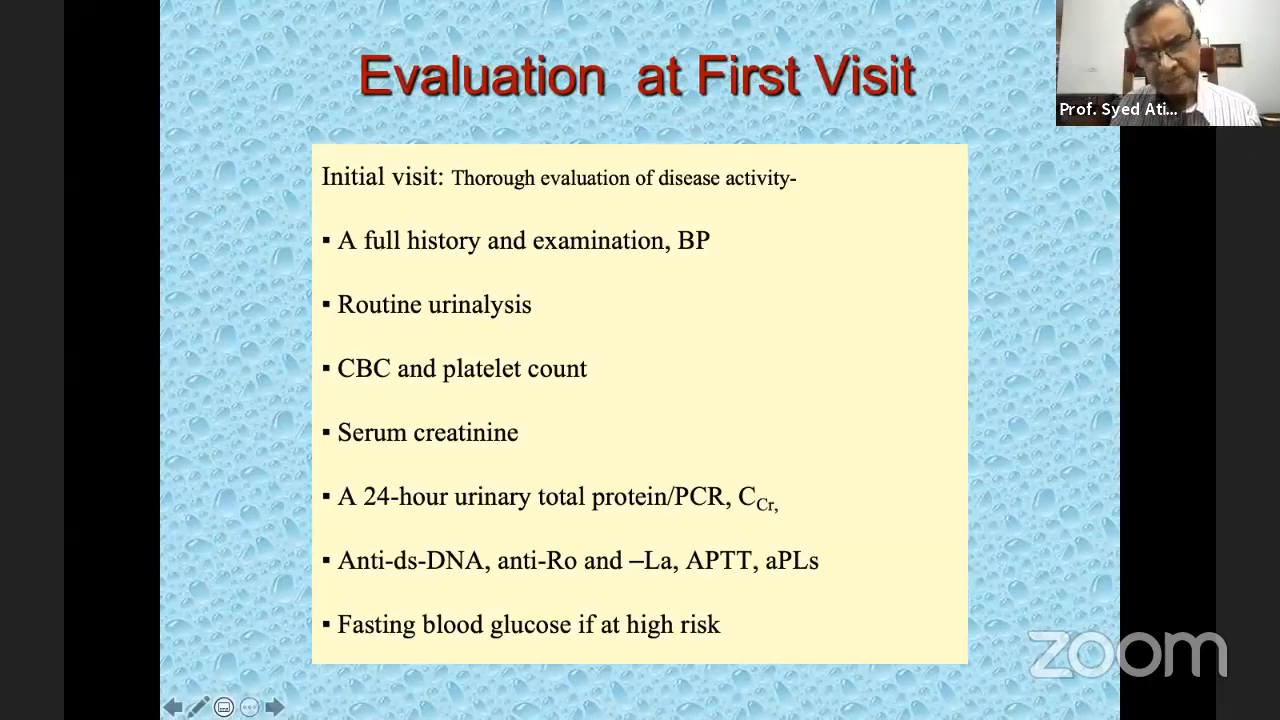 Evaluation at First Visit
Prof. Syed Ati...
Initial visit: Thorough evaluation of disease activity-
▪ A full history and examination, BP
▪ Routine urinalysis
▪ CBC and platelet count
▪ Serum creatinine
▪ A 24-hour urinary total protein/PCR, CCr,
▪ Anti-ds-DNA, anti-Ro and –La, APTT, aPLs
▪ Fasting blood glucose if at high risk
zoom